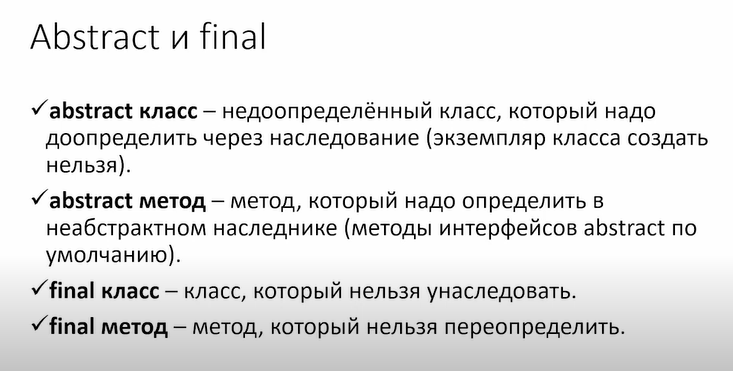 Abstract и final
✓abstract класс – недоопределённый класс, который надо
доопределить через наследование (экземпляр класса создать
нельзя).
✓abstract метод – метод, который надо определить в
неабстрактном наследнике (методы интерфейсов abstract по
умолчанию).
✓final класс – класс, который нельзя унаследовать.
✓final метод – метод, который нельзя переопределить.